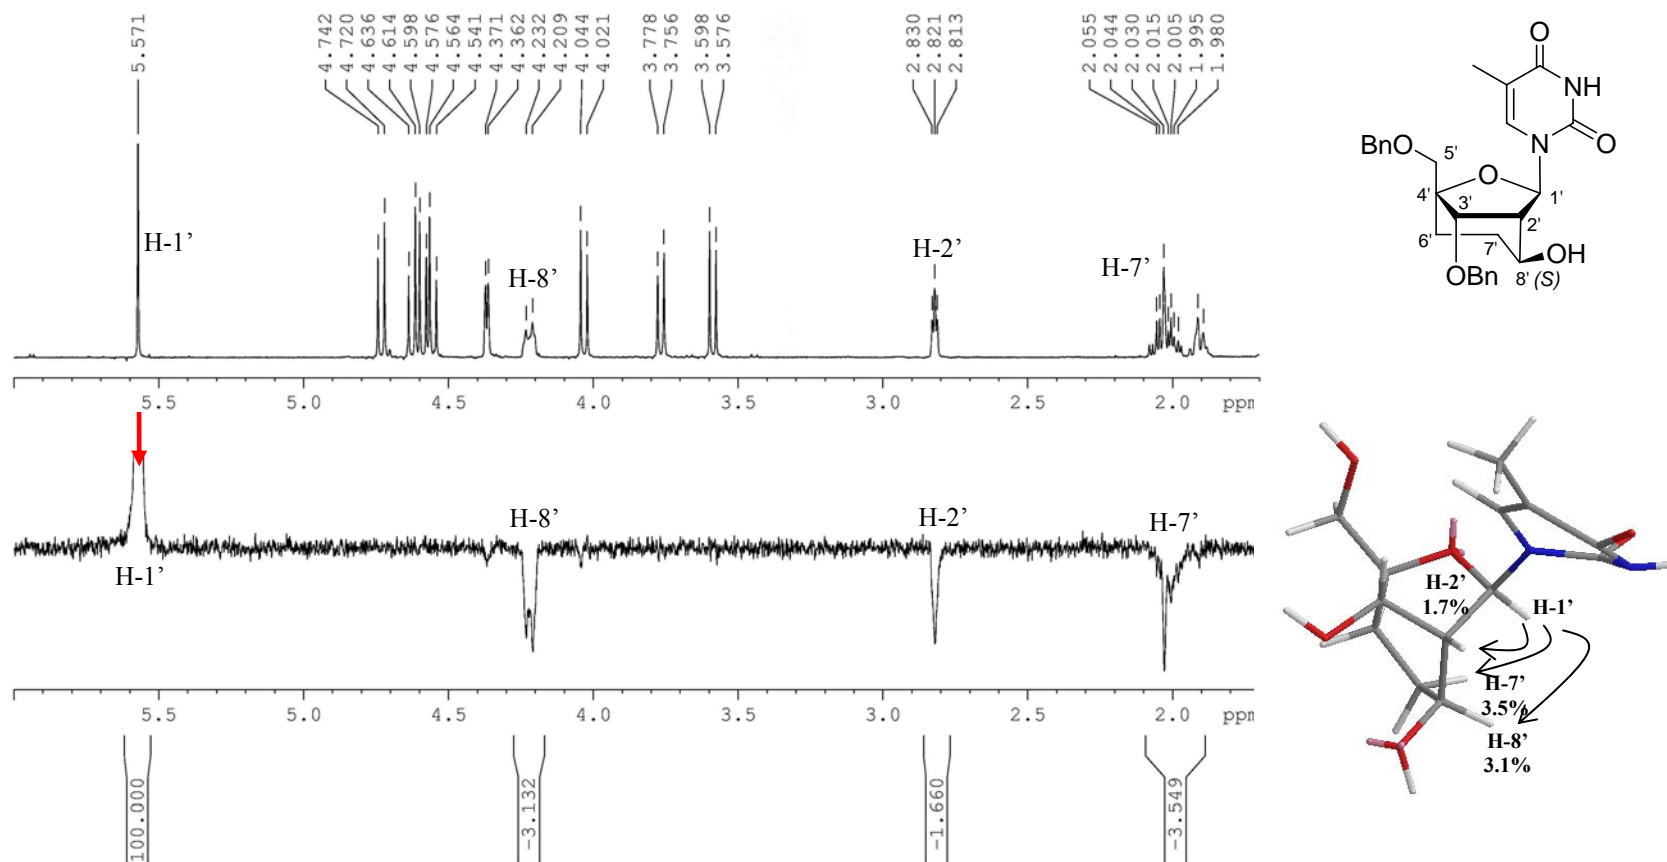 5.571
4.742
4.720
4.636
4.614
4.598
4.576
4.564
4.541
4.371
4.362
4.232
4.209
4.044
4.021
3.778
3.756
3.598
3.576
2.830
2.821
2.813
2.055
2.044
2.030
2.015
2.005
1.995
1.980
H-1’
H-8’
H-2’
H-7’
5.5 5.0 4.5 4.0 3.5 3.0 2.5 2.0 ppm
H-1’
H-8’
H-2’
H-7’
5.5 5.0 4.5 4.0 3.5 3.0 2.5 2.0 ppm
100.000
-3.132
-1.660
-3.549
O
NH
N
O
BnO
5'
O
4'
3'
1'
2'
6'
7'
OH
OBn
8' (S)
H-2’
1.7%
H-1’
H-7’
3.5%
H-8’
3.1%